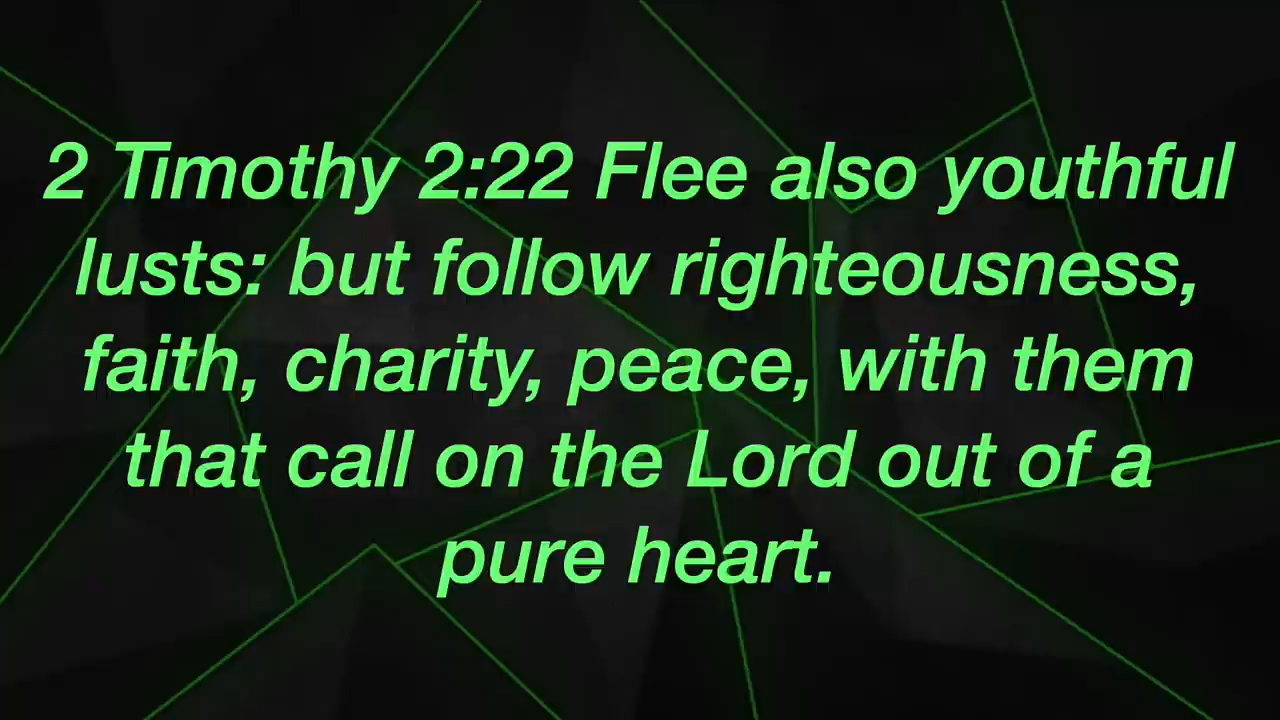 2 Timothy 2:22 Flee also youthful
lusts: but follow righteousness,
faith, charity, peace, with them
that call on the Lord out of a
pure heart.